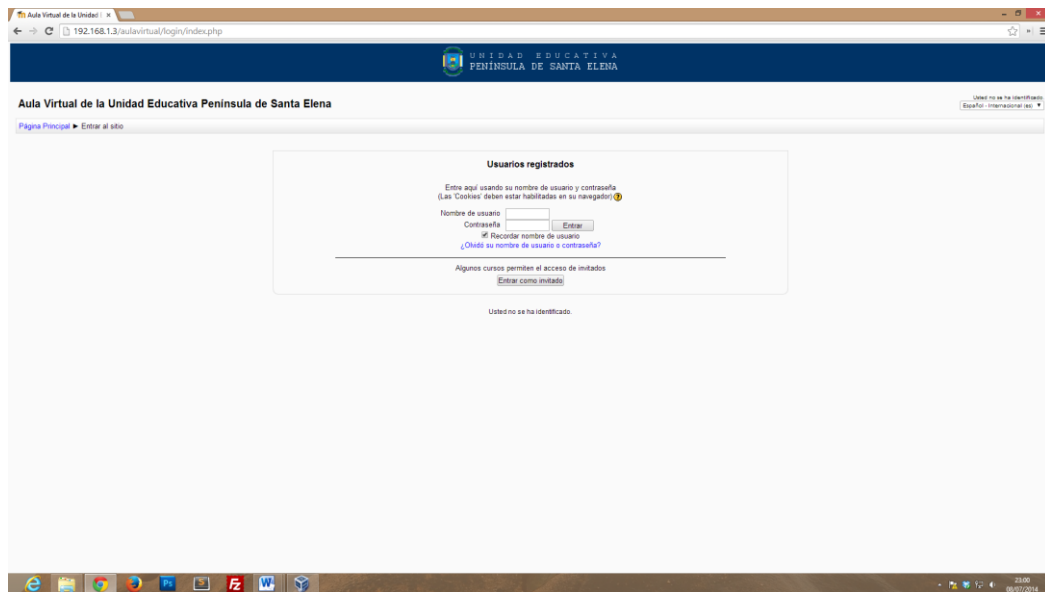 Aula Virtual de la Unidad E
192.168.1.3/aulavirtual/login/index.php
UNIDAD EDUCATIVA
PENÍNSULA DE SANTA ELENA
Aula Virtual de la Unidad Educativa Península de Santa Elena
Usted no se ha identificado
Español - Internacional (es)
Página Principal ► Entrar al sitio
Usuarios registrados
Entre aquí usando su nombre de usuario y contraseña
(Las 'Cookies' deben estar habilitadas en su navegador)
Nombre de usuario
Contraseña Entrar
Recordar nombre de usuario
¿Olvidó su nombre de usuario o contraseña?
Algunos cursos permiten el acceso de invitados
Entrar como invitado
Usted no se ha identificado.
Ps S Fz W
23:00
08/07/2014